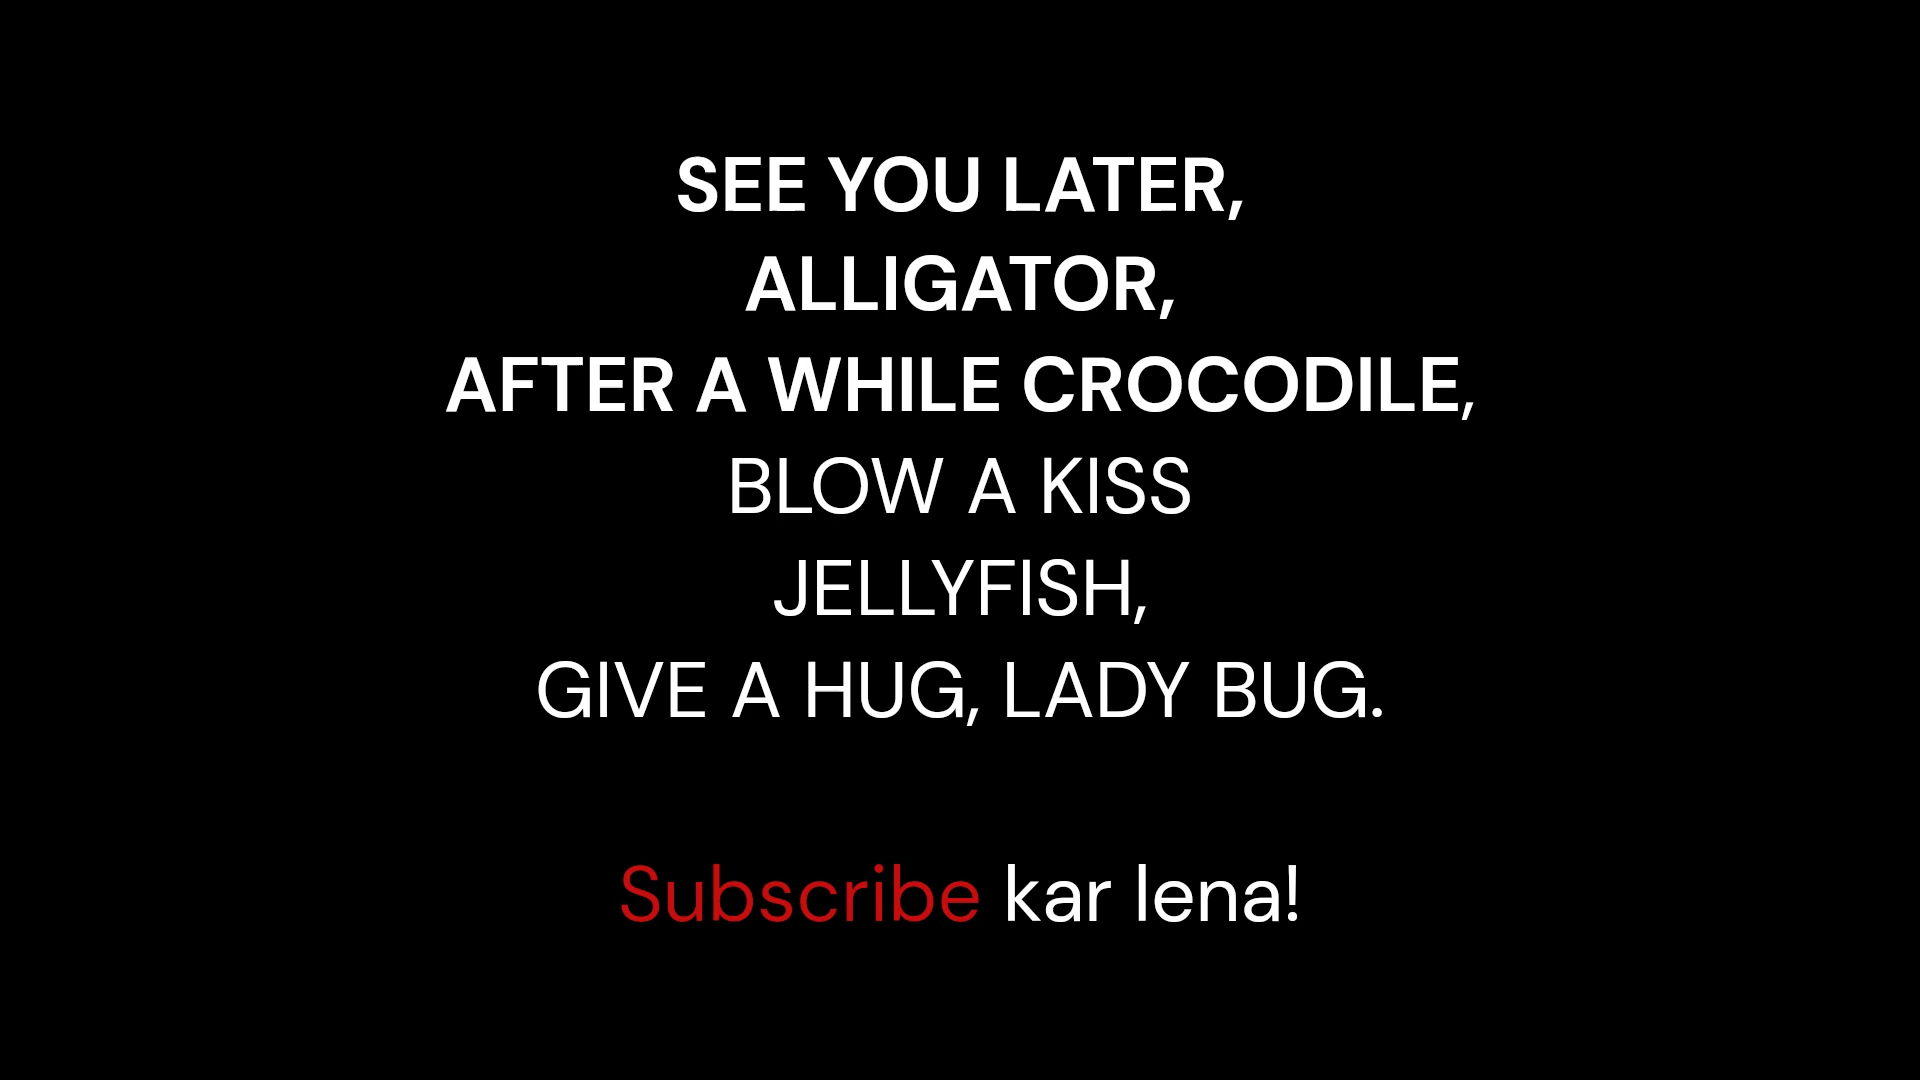 SEE YOU LATER,
ALLIGATOR,
AFTER A WHILE CROCODILE,
BLOW A KISS
JELLYFISH,
GIVE A HUG, LADY BUG.
Subscribe kar lena!